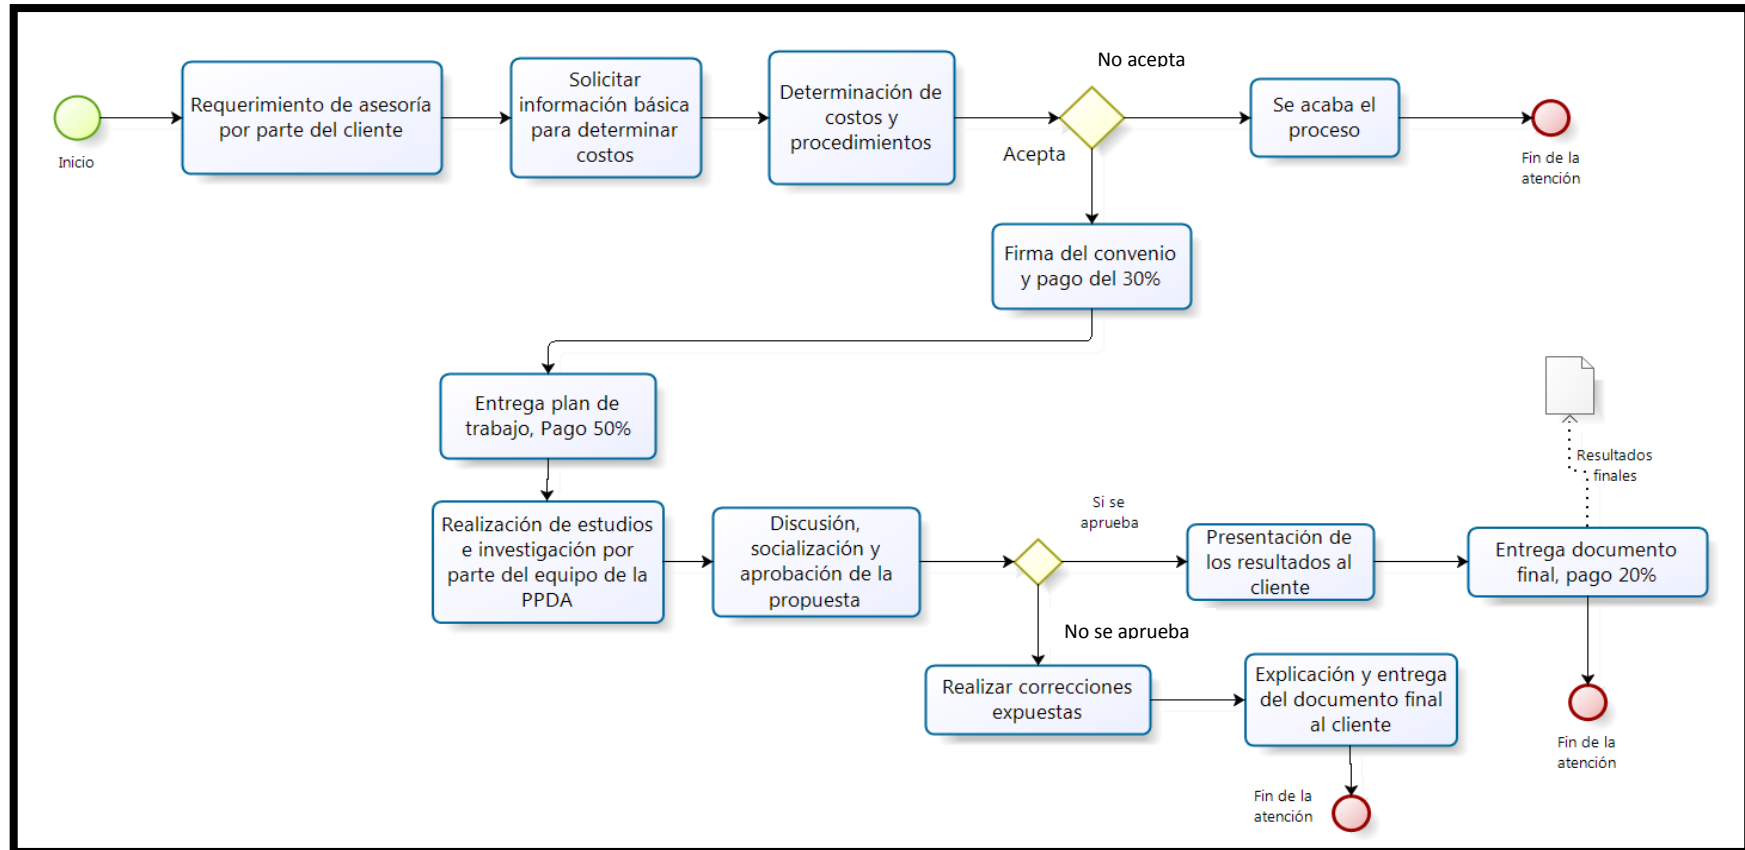 Inicio
Requerimiento de asesoría
por parte del cliente
Solicitar
información básica
para determinar
costos
Determinación de
costos y
procedimientos
No acepta
Acepta
Se acaba el
proceso
Fin de la
atención
Firma del convenio
y pago del 30%
Entrega plan de
trabajo, Pago 50%
Realización de estudios
e investigación por
parte del equipo de la
PPDA
Discusión,
socialización y
aprobación de la
propuesta
Si se
aprueba
Presentación de
los resultados al
cliente
Entrega documento
final, pago 20%
Resultados
finales
Fin de la
atención
No se aprueba
Realizar correcciones
expuestas
Explicación y entrega
del documento final
al cliente
Fin de la
atención